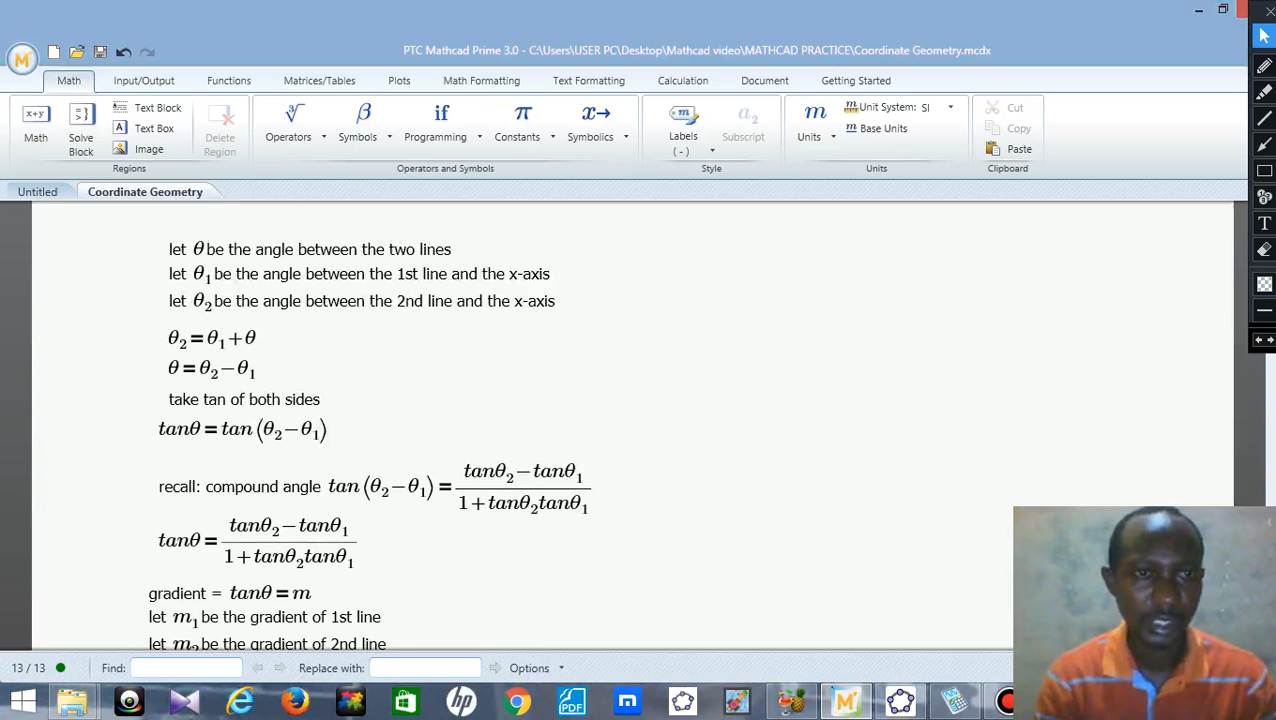 PTC Mathcad Prime 3.0 - C:\Users\USER PC\Desktop\Mathcad video\MATHCAD PRACTICE\Coordinate Geometry.mcdx
Math Input/Output Functions Matrices/Tables Plots Math Formatting Text Formatting Calculation Document Getting Started
Math
Solve Block
Text Block
Text Box
Image
Delete Region
Regions
Operators
Symbols
if
Programming
Constants
Symbolics
Operators and Symbols
Labels
( - )
Subscript
Style
Units
Unit System: SI
Base Units
Units
Cut
Copy
Paste
Clipboard
Untitled Coordinate Geometry
let θ be the angle between the two lines
let θ₁ be the angle between the 1st line and the x-axis
let θ₂ be the angle between the 2nd line and the x-axis
θ₂ = θ₁ + θ
θ = θ₂ − θ₁
take tan of both sides
tanθ = tan (θ₂ − θ₁)
recall: compound angle tan (θ₂ − θ₁) = (tanθ₂ − tanθ₁) / (1 + tanθ₂tanθ₁)
tanθ = (tanθ₂ − tanθ₁) / (1 + tanθ₂tanθ₁)
gradient = tanθ = m
let m₁ be the gradient of 1st line
let m₂ be the gradient of 2nd line
13 / 13 Find: Replace with: Options